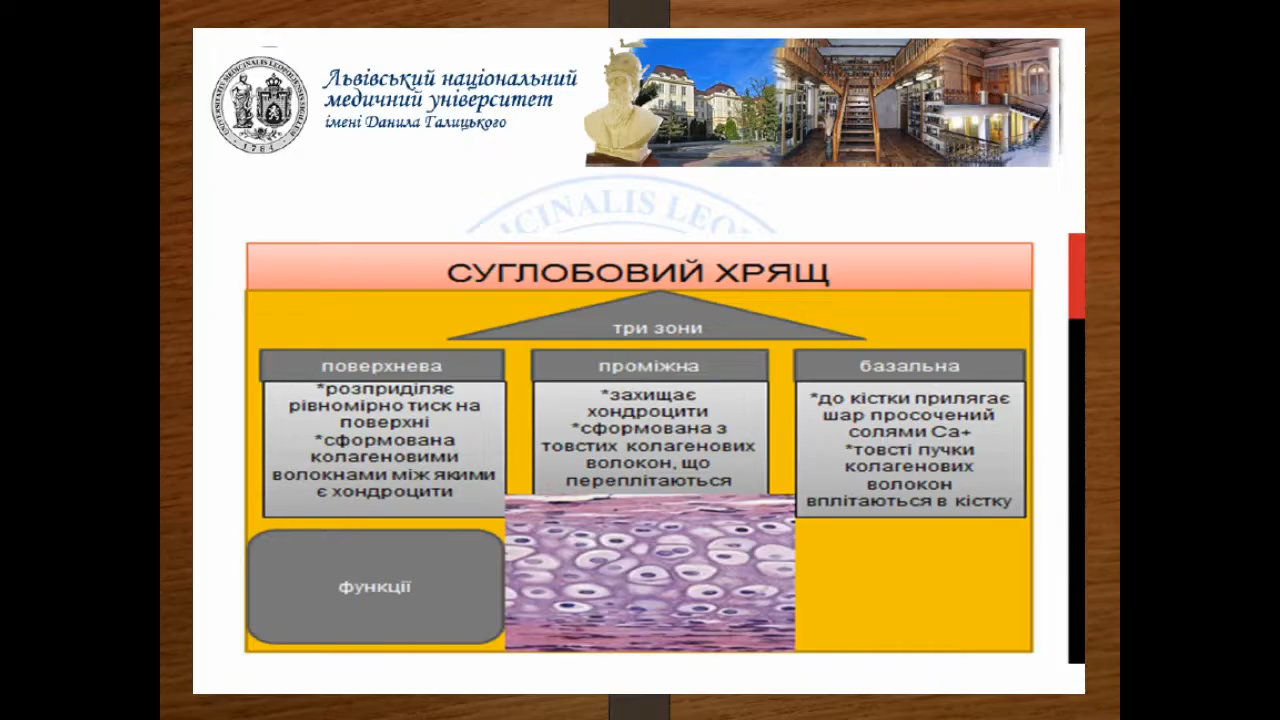 Львівський національний
медичний університет
імені Данила Галицького
1784
СУГЛОБОВИЙ ХРЯЩ
три зони
поверхнева
*розприділяє
рівномірно тиск на
поверхні
*сформована
колагеновими
волокнами між якими
є хондроцити
проміжна
*захищає
хондроцити
*сформована з
товстих колагенових
волокон, що
переплітаються
базальна
*до кістки прилягає
шар просочений
солями Са+
*товсті пучки
колагенових
волокон
вплітаються в кістку
функції